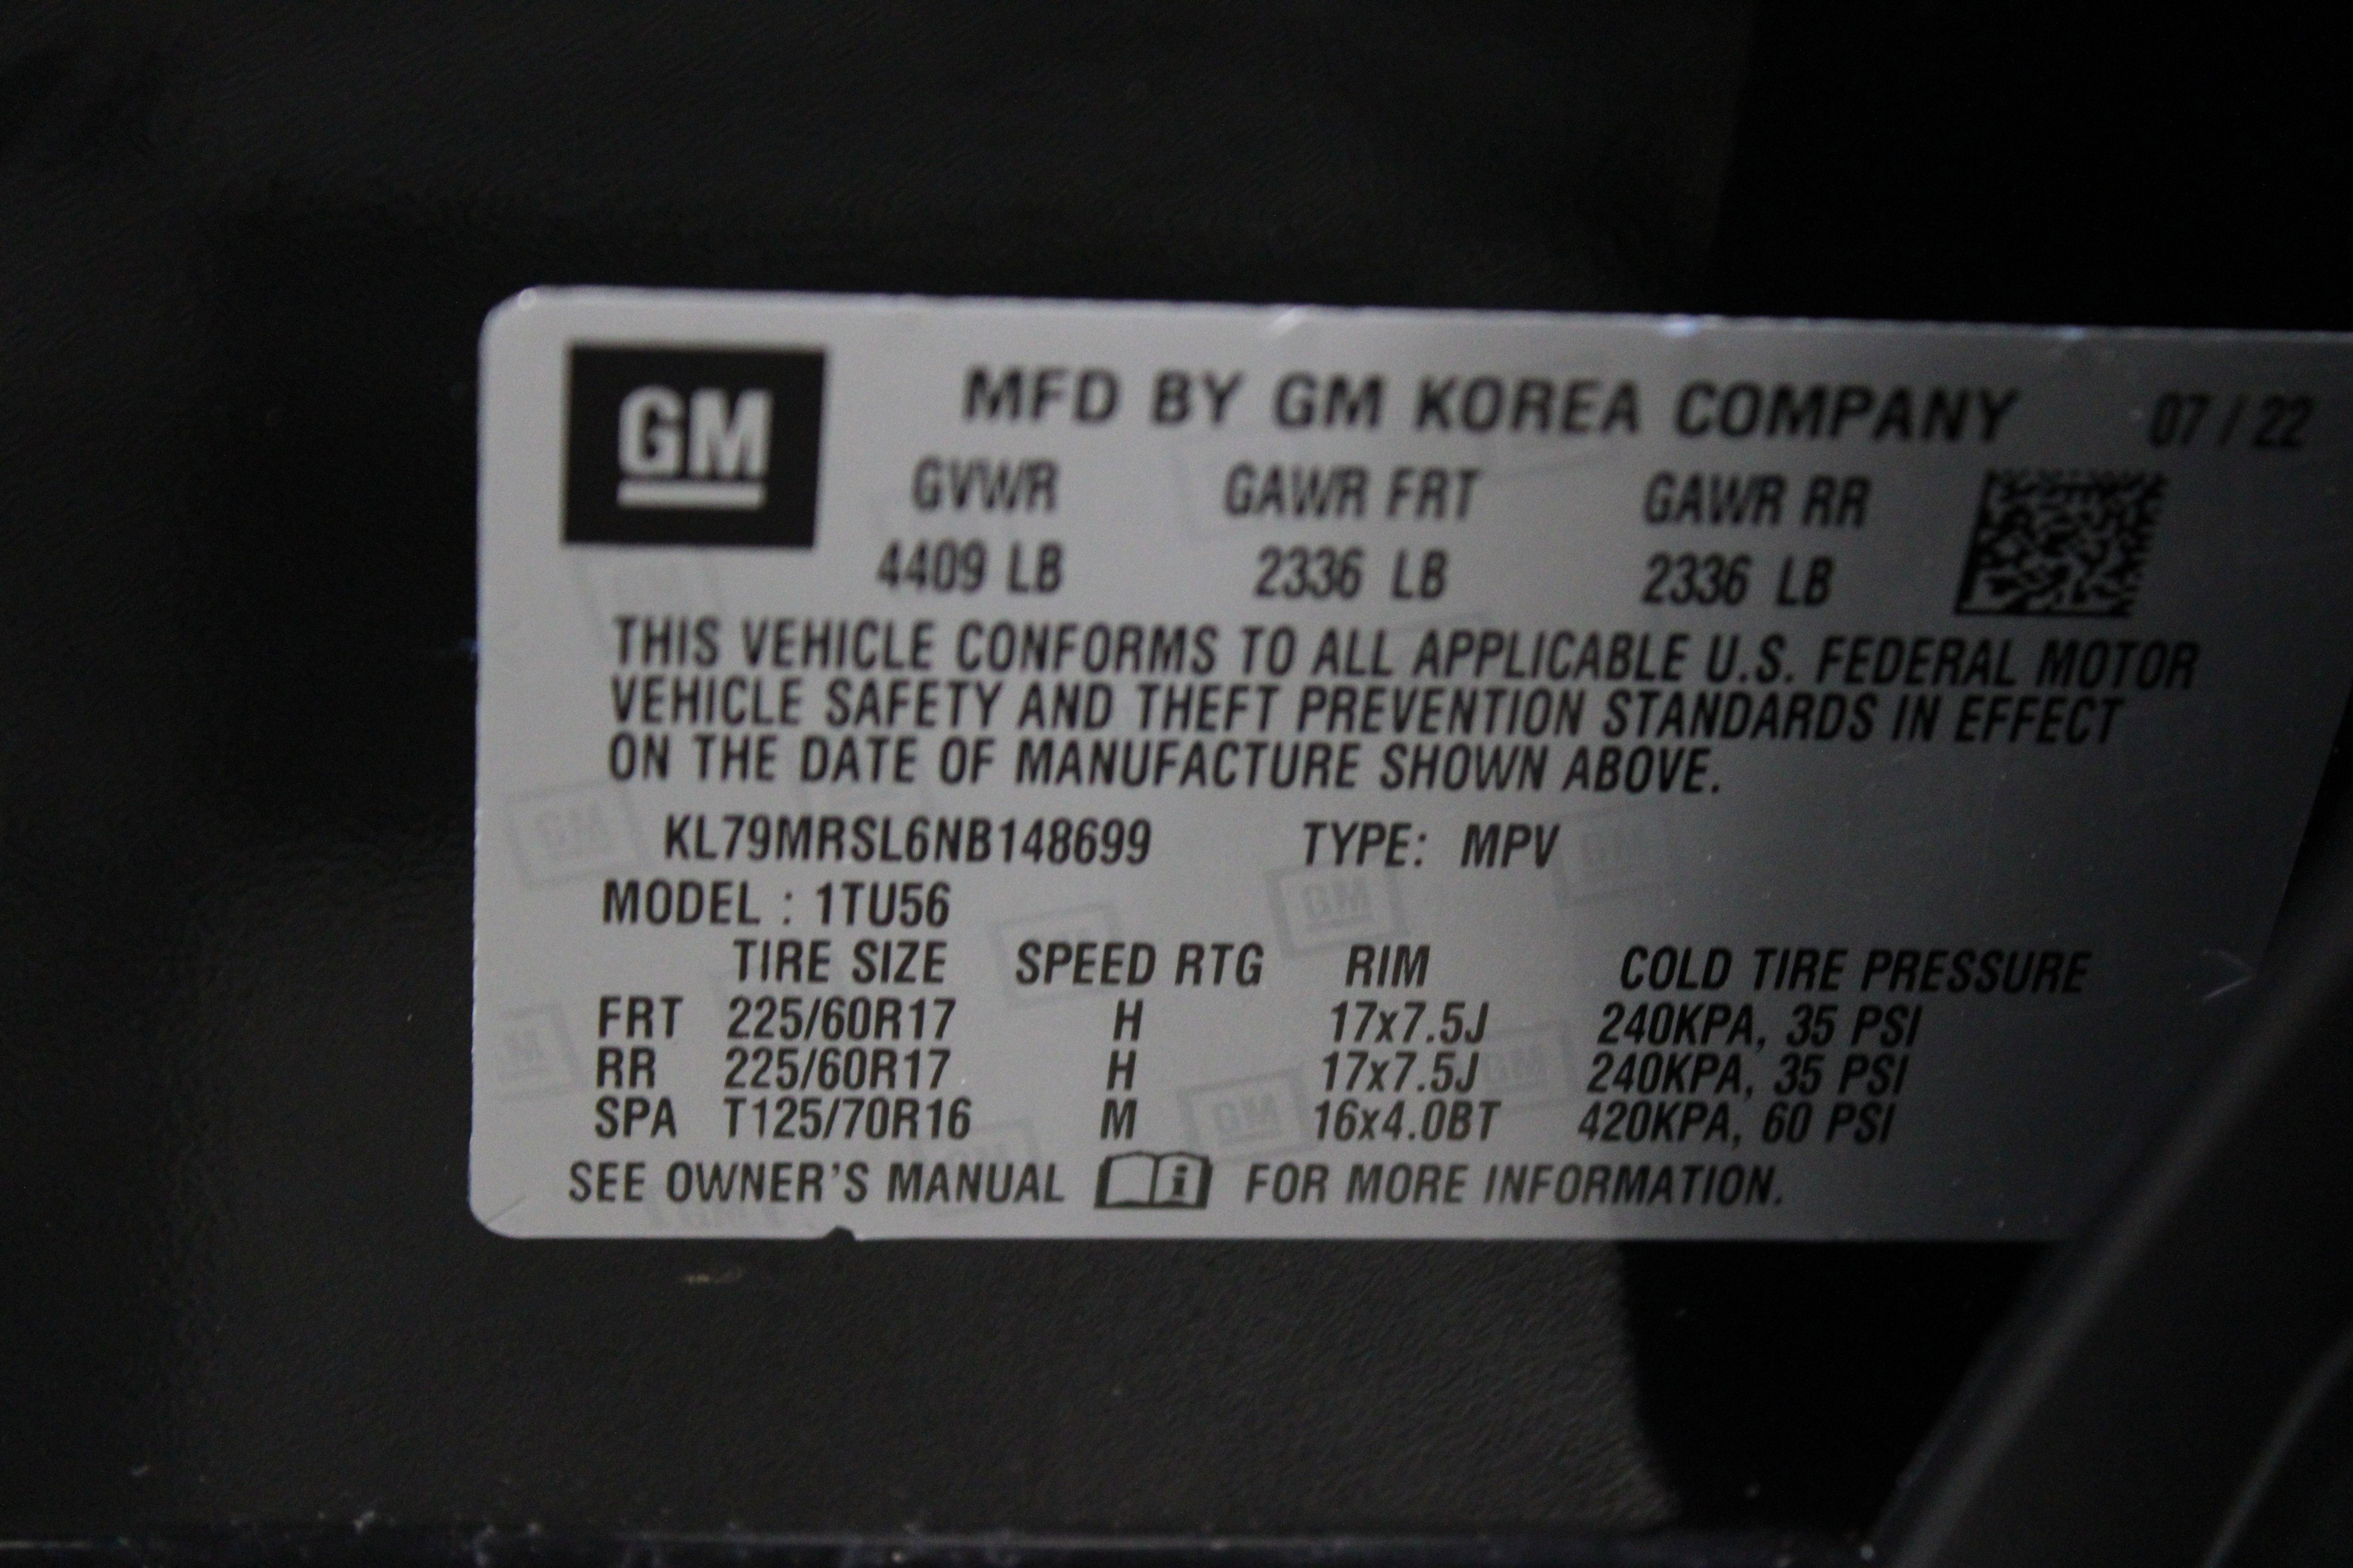 GM
MFD BY GM KOREA COMPANY 07 / 22
GVWR GAWR FRT GAWR RR
4409 LB 2336 LB 2336 LB
THIS VEHICLE CONFORMS TO ALL APPLICABLE U.S. FEDERAL MOTOR
VEHICLE SAFETY AND THEFT PREVENTION STANDARDS IN EFFECT
ON THE DATE OF MANUFACTURE SHOWN ABOVE.
KL79MRSL6NB148699 TYPE: MPV
MODEL : 1TU56
TIRE SIZE SPEED RTG RIM COLD TIRE PRESSURE
FRT 225/60R17 H 17x7.5J 240KPA, 35 PSI
RR 225/60R17 H 17x7.5J 240KPA, 35 PSI
SPA T125/70R16 M 16x4.0BT 420KPA, 60 PSI
SEE OWNER'S MANUAL i FOR MORE INFORMATION.